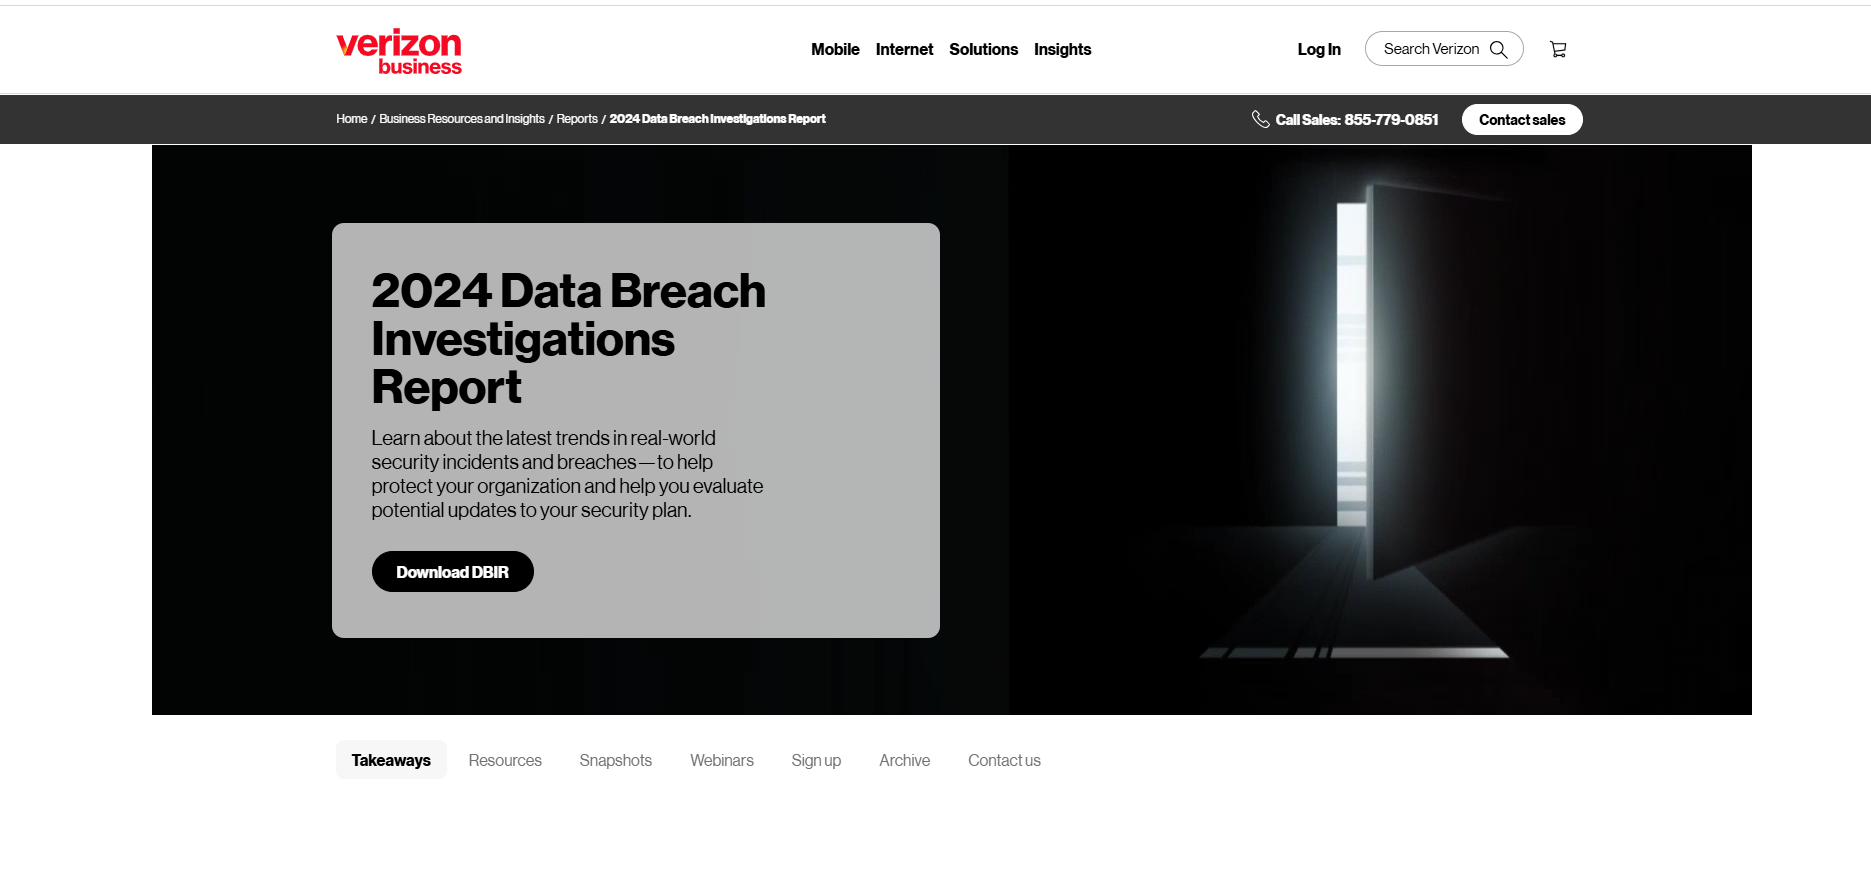 verizon
business
Mobile Internet Solutions Insights
Log In
Search Verizon
Home / Business Resources and Insights / Reports / 2024 Data Breach Investigations Report
Call Sales: 855-779-0851
Contact sales
2024 Data Breach
Investigations
Report
Learn about the latest trends in real-world
security incidents and breaches—to help
protect your organization and help you evaluate
potential updates to your security plan.
Download DBIR
Takeaways Resources Snapshots Webinars Sign up Archive Contact us